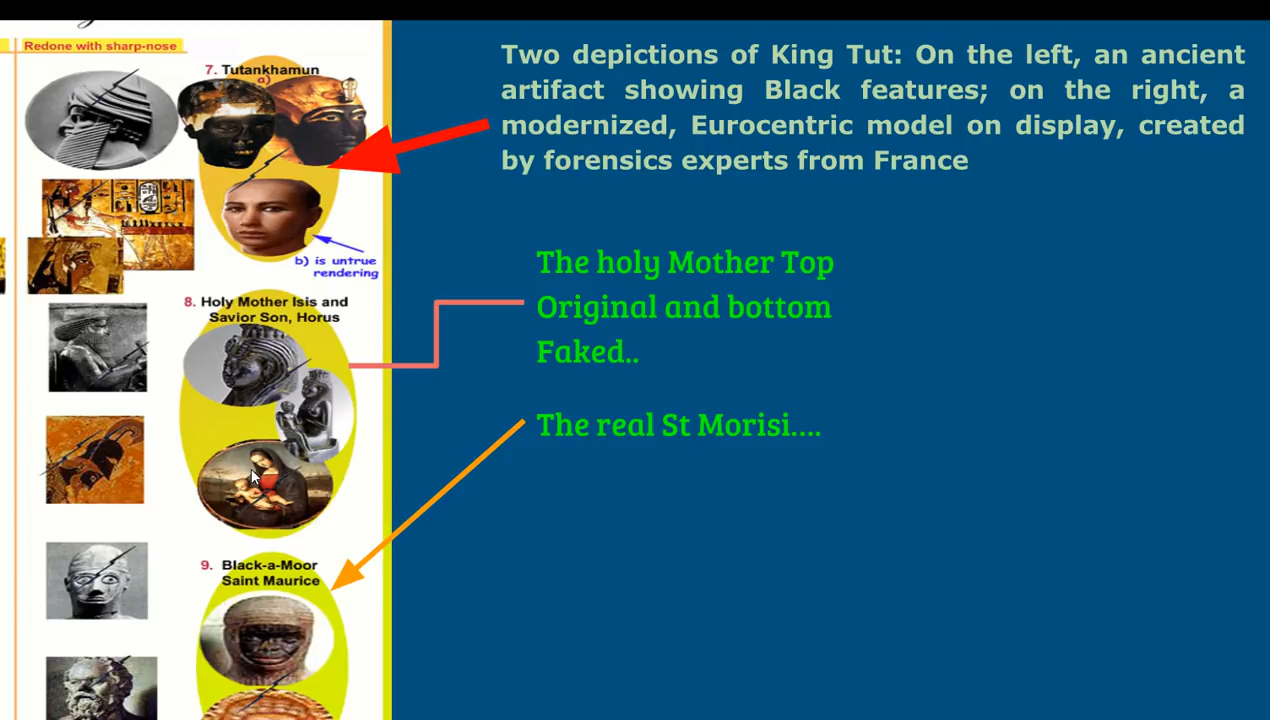 Redone with sharp-nose
7. Tutankhamun
a)
b) is untrue
rendering
8. Holy Mother Isis and
Savior Son, Horus
9. Black-a-Moor
Saint Maurice
Two depictions of King Tut: On the left, an ancient
artifact showing Black features; on the right, a
modernized, Eurocentric model on display, created
by forensics experts from France
The holy Mother Top
Original and bottom
Faked..
The real St Morisi....